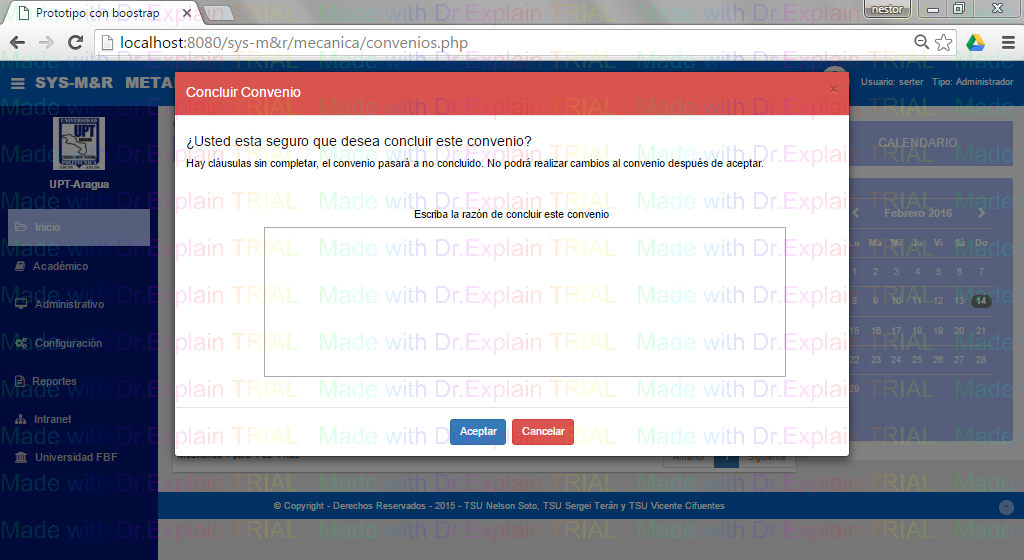 Prototipo con boostrap
nestor
localhost:8080/sys-m&r/mecanica/convenios.php
SYS-M&R META
Usuario: serter Tipo: Administrador
UNIVERSIDAD
UPT
ARAGUA
UPT-Aragua
Inicio
Académico
Administrativo
Configuración
Reportes
Intranet
Universidad FBF
Concluir Convenio
×
¿Usted esta seguro que desea concluir este convenio?
Hay cláusulas sin completar, el convenio pasará a no concluido. No podrá realizar cambios al convenio después de aceptar.
Escriba la razón de concluir este convenio
Aceptar Cancelar
CALENDARIO
Febrero 2016
Lu Ma Mi Ju Vi Sá Do
1 2 3 4 5 6 7
8 9 10 11 12 13 14
15 16 17 18 19 20 21
22 23 24 25 26 27 28
29
Anterior 1 Siguiente
© Copyright - Derechos Reservados - 2015 - TSU Nelson Soto, TSU Sergei Terán y TSU Vicente Cifuentes
Made with Dr.Explain TRIAL